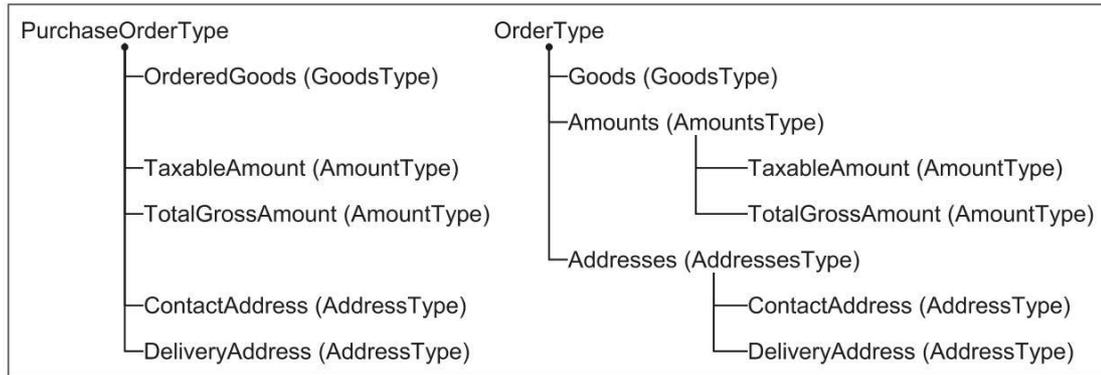 PurchaseOrderType
OrderedGoods (GoodsType)
TaxableAmount (AmountType)
TotalGrossAmount (AmountType)
ContactAddress (AddressType)
DeliveryAddress (AddressType)
OrderType
Goods (GoodsType)
Amounts (AmountsType)
TaxableAmount (AmountType)
TotalGrossAmount (AmountType)
Addresses (AddressesType)
ContactAddress (AddressType)
DeliveryAddress (AddressType)